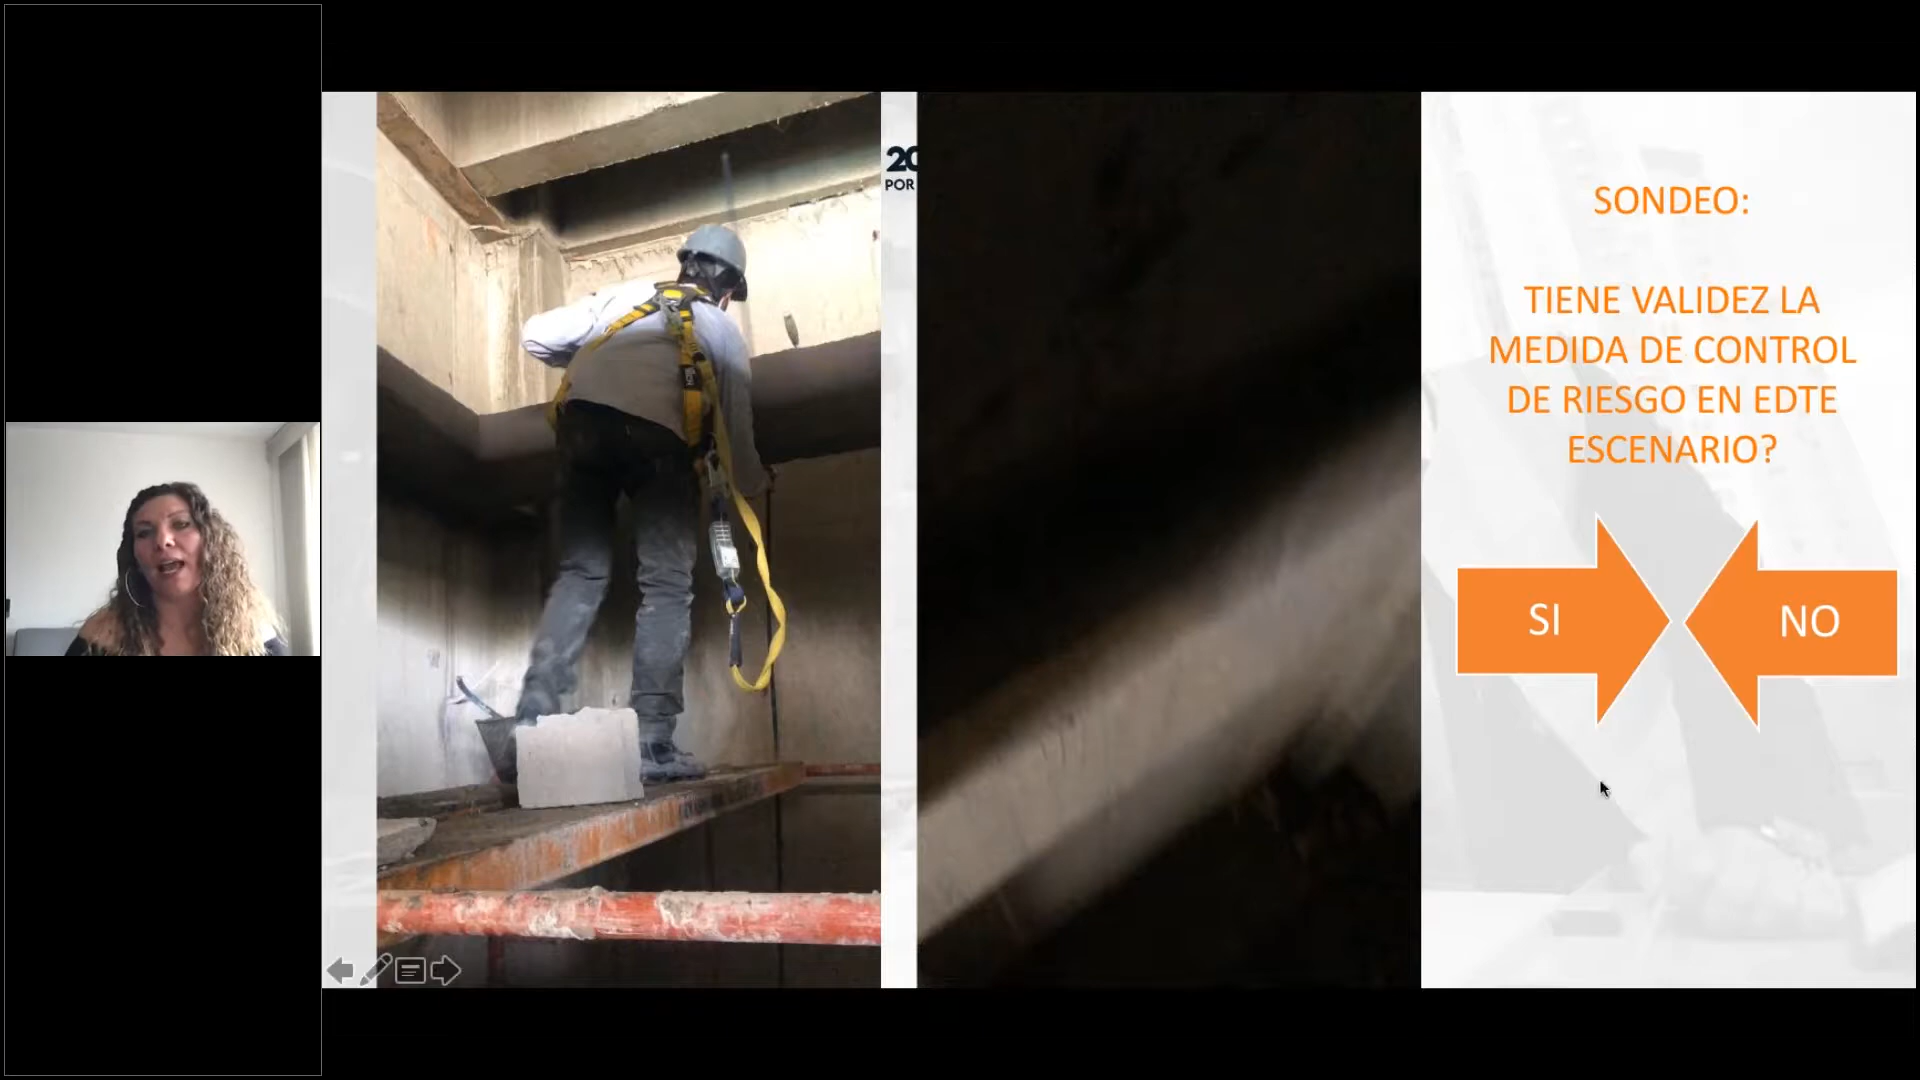 20
POR
SONDEO:
TIENE VALIDEZ LA
MEDIDA DE CONTROL
DE RIESGO EN EDTE
ESCENARIO?
SI
NO